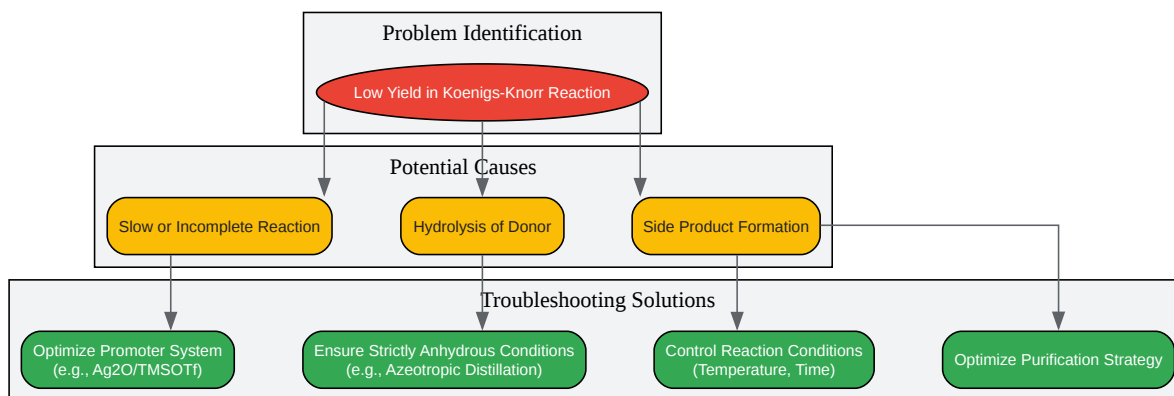 Problem Identification
Low Yield in Koenigs-Knorr Reaction
Potential Causes
Slow or Incomplete Reaction
Hydrolysis of Donor
Side Product Formation
Troubleshooting Solutions
Optimize Promoter System
(e.g., Ag2O/TMSOTf)
Ensure Strictly Anhydrous Conditions
(e.g., Azeotropic Distillation)
Control Reaction Conditions
(Temperature, Time)
Optimize Purification Strategy